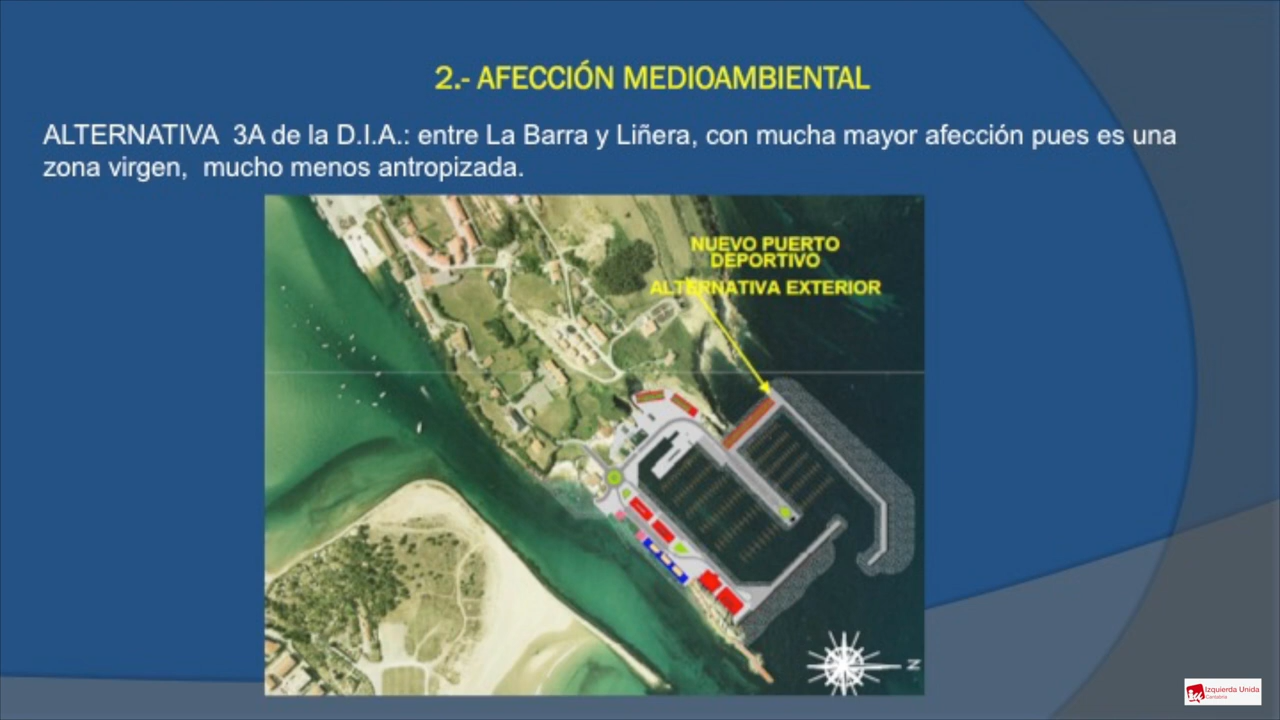 2.- AFECCIÓN MEDIOAMBIENTAL
ALTERNATIVA 3A de la D.I.A.: entre La Barra y Liñera, con mucha mayor afección pues es una
zona virgen, mucho menos antropizada.
NUEVO PUERTO
DEPORTIVO
ALTERNATIVA EXTERIOR
N
Izquierda Unida
Cantabria